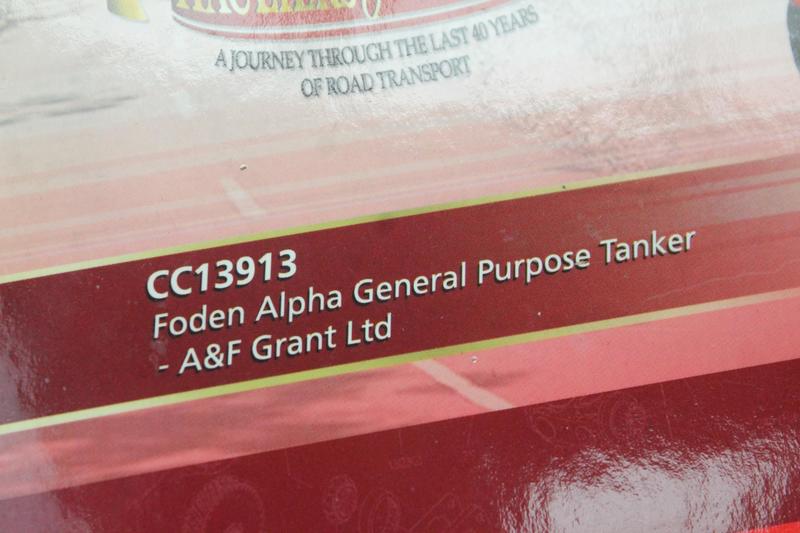 A JOURNEY THROUGH THE LAST 40 YEARS
OF ROAD TRANSPORT
CC13913
Foden Alpha General Purpose Tanker
- A&F Grant Ltd